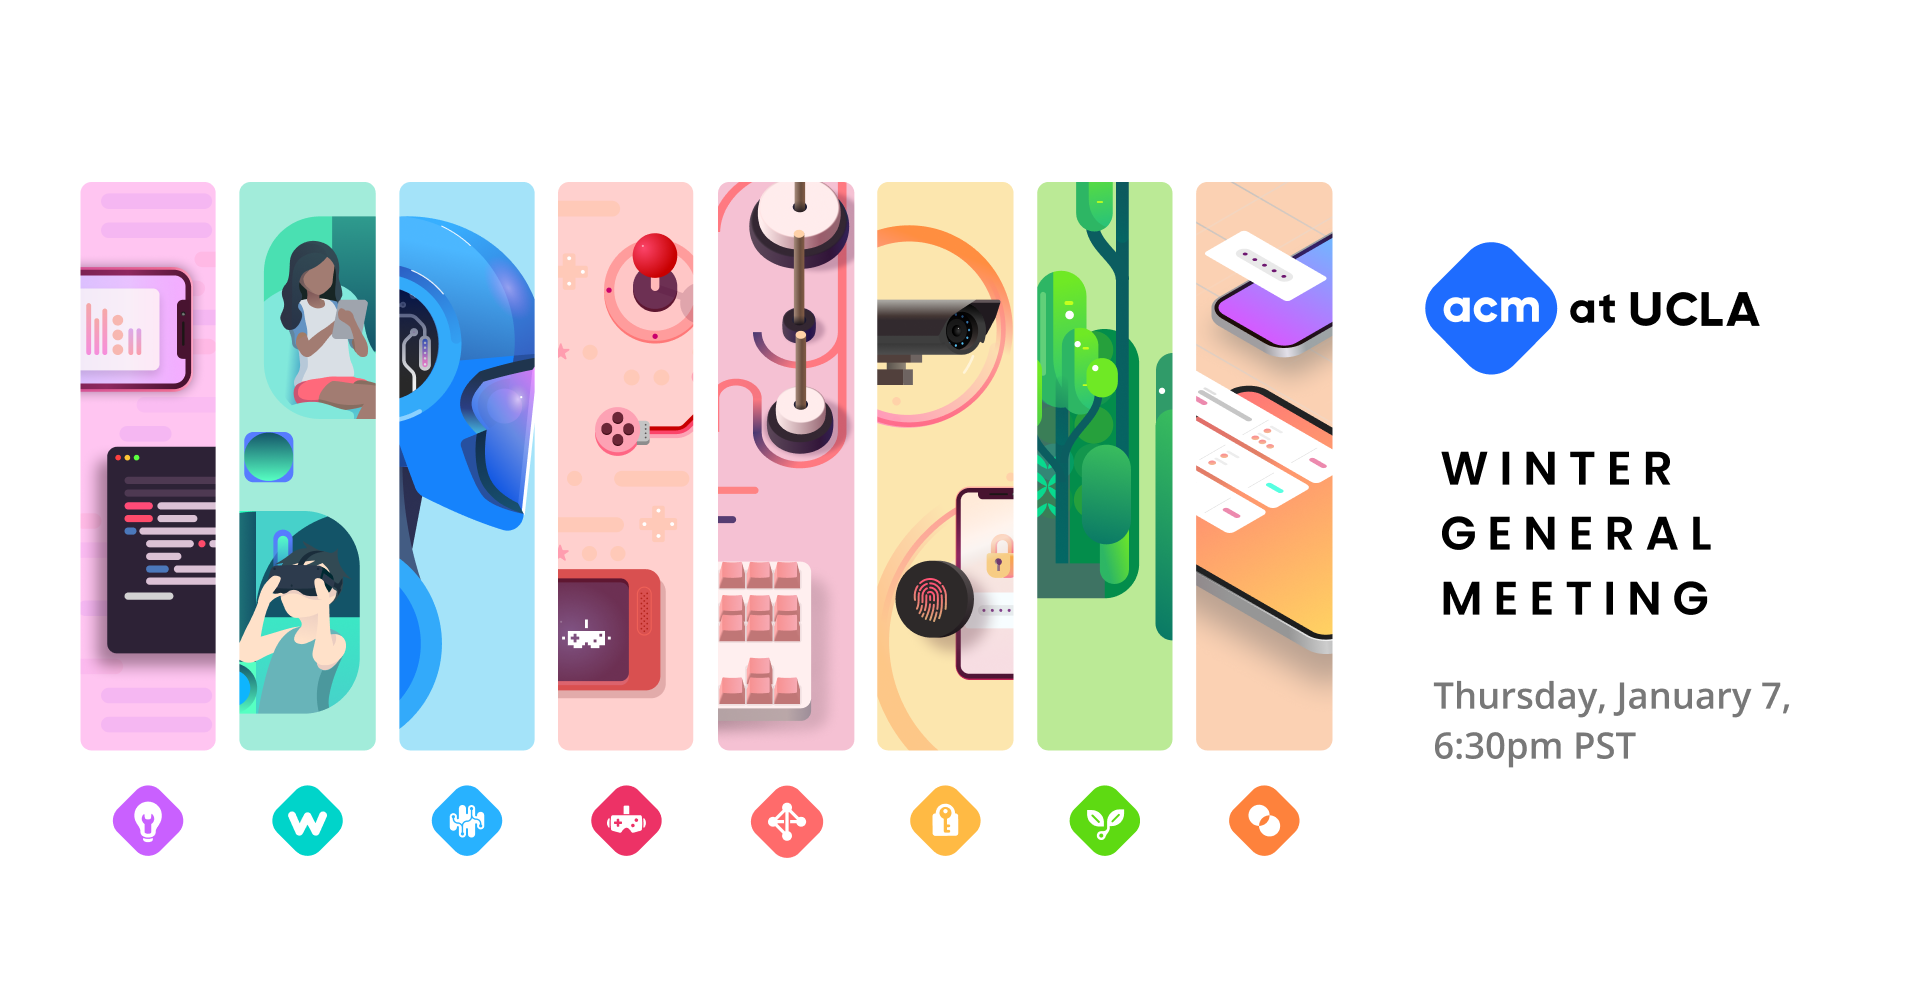 acm at UCLA
WINTER
GENERAL
MEETING
Thursday, January 7,
6:30pm PST